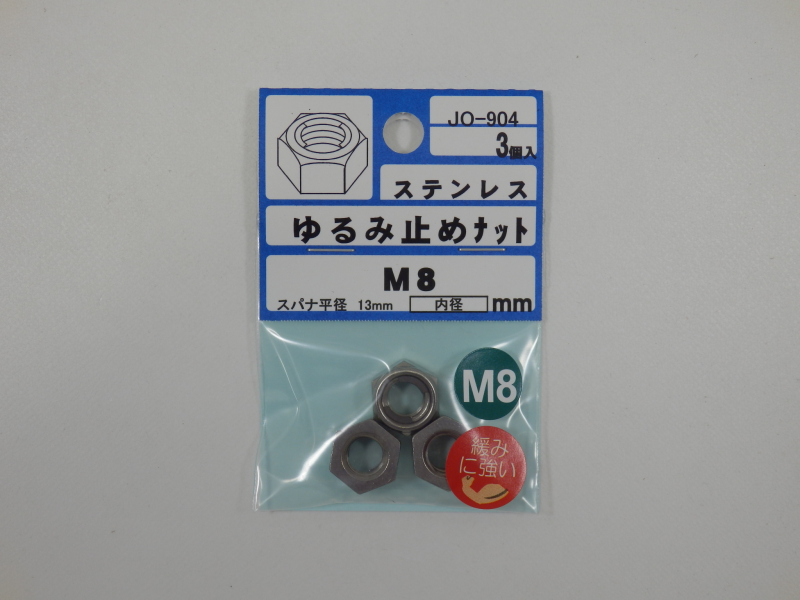 JO-904
3個入
ステンレス
ゆるみ止めナット
M8
スパナ平径 13mm 内径 mm
M8
緩み
に強い